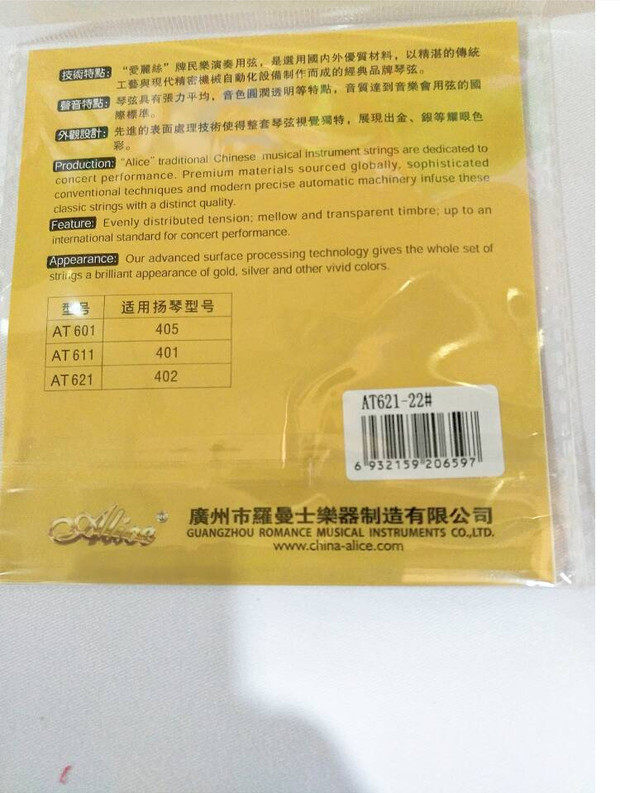 技術特點: “愛麗絲”牌民樂演奏用弦，是選用國內外優質材料，以精湛的傳統
工藝與現代精密機械自動化設備制作而成的經典品牌琴弦。
聲音特點: 琴弦具有張力平均，音色圓潤透明等特點，音質達到音樂會用弦的國
際標準。
外觀設計: 先進的表面處理技術使得整套琴弦視覺獨特，展現出金、銀等耀眼色
彩。
Production: "Alice" traditional Chinese musical instrument strings are dedicated to
concert performance. Premium materials sourced globally, sophisticated
conventional techniques and modern precise automatic machinery infuse these
classic strings with a distinct quality.
Feature: Evenly distributed tension; mellow and transparent timbre; up to an
international standard for concert performance.
Appearance: Our advanced surface processing technology gives the whole set of
strings a brilliant appearance of gold, silver and other vivid colors.
型号 适用扬琴型号
AT 601 405
AT 611 401
AT 621 402
AT621-22#
6 932159 206597
Alice
廣州市羅曼士樂器制造有限公司
GUANGZHOU ROMANCE MUSICAL INSTRUMENTS CO.,LTD.
www.china-alice.com